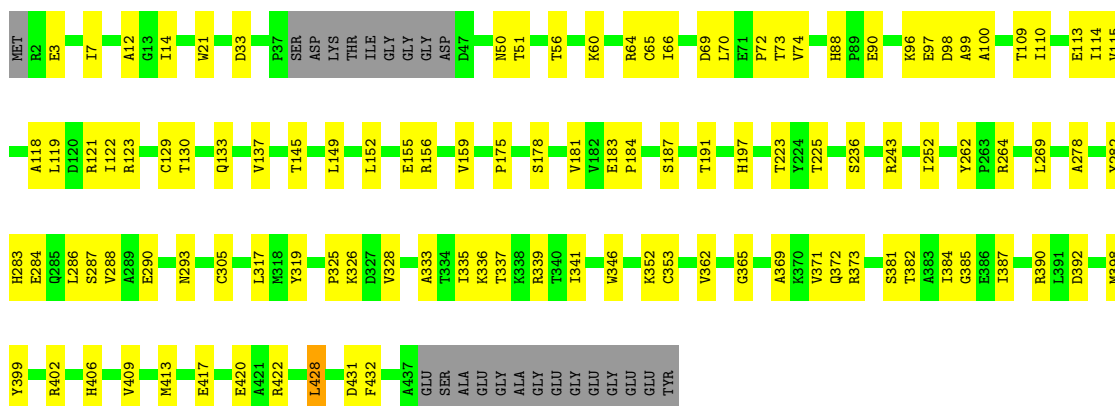 MET R2 E3 I7 A12 G13 I14 W21 D33 P37 SER ASP LYS THR ILE GLY GLY GLY ASP D47 N50 T51 T56 K60 R64 C65 I66 D69 L70 E71 P72 T73 V74 H88 P89 E90 K96 E97 D98 A99 A100 T109 I110 E113 I114
A118 L119 D120 R121 I122 R123 C129 T130 Q133 V137 T145 L149 L152 E155 R156 V159 P175 S178 V181 V182 E183 P184 S187 T191 H197 T223 Y224 T225 S236 R243 I252 Y262 P263 R264 L269 A278
H283 E284 Q285 L286 S287 V288 A289 E290 N293 C305 L317 M318 Y319 P325 K326 D327 V328 A333 T334 I335 K336 T337 K338 R339 T340 I341 W346 K352 C353 V362 G365 A369 K370 V371 Q372 R373 S381 T382 A383 I384 G385 E386 I387 R390 L391 D392
Y399 R402 H406 V409 M413 E417 E420 A421 R422 L428 D431 F432 A437 GLU SER ALA GLU GLY ALA GLY GLU GLY GLU GLY GLU GLU TYR